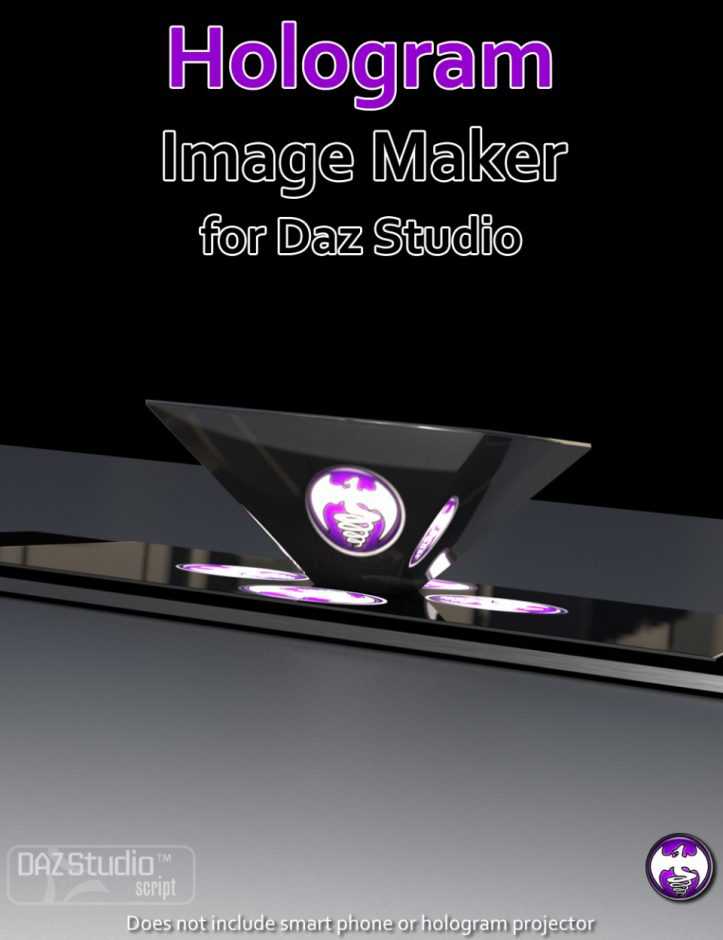 Hologram
Image Maker
for Daz Studio
DAZ Studio™
script
Does not include smart phone or hologram projector